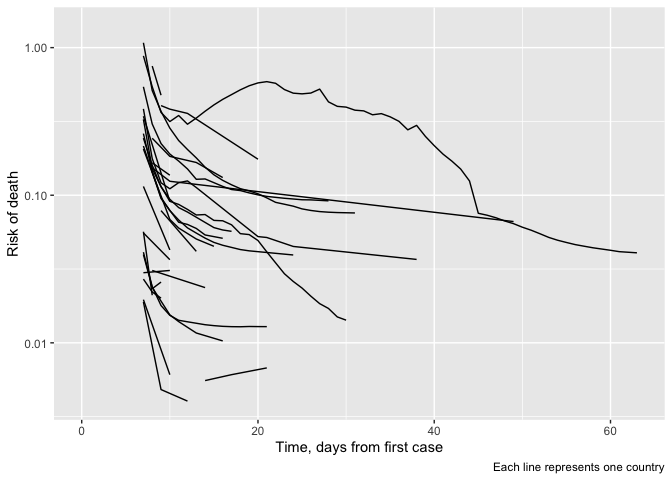 Risk of death
1.00
0.10
0.01
0
20
40
60
Time, days from first case
Each line represents one country